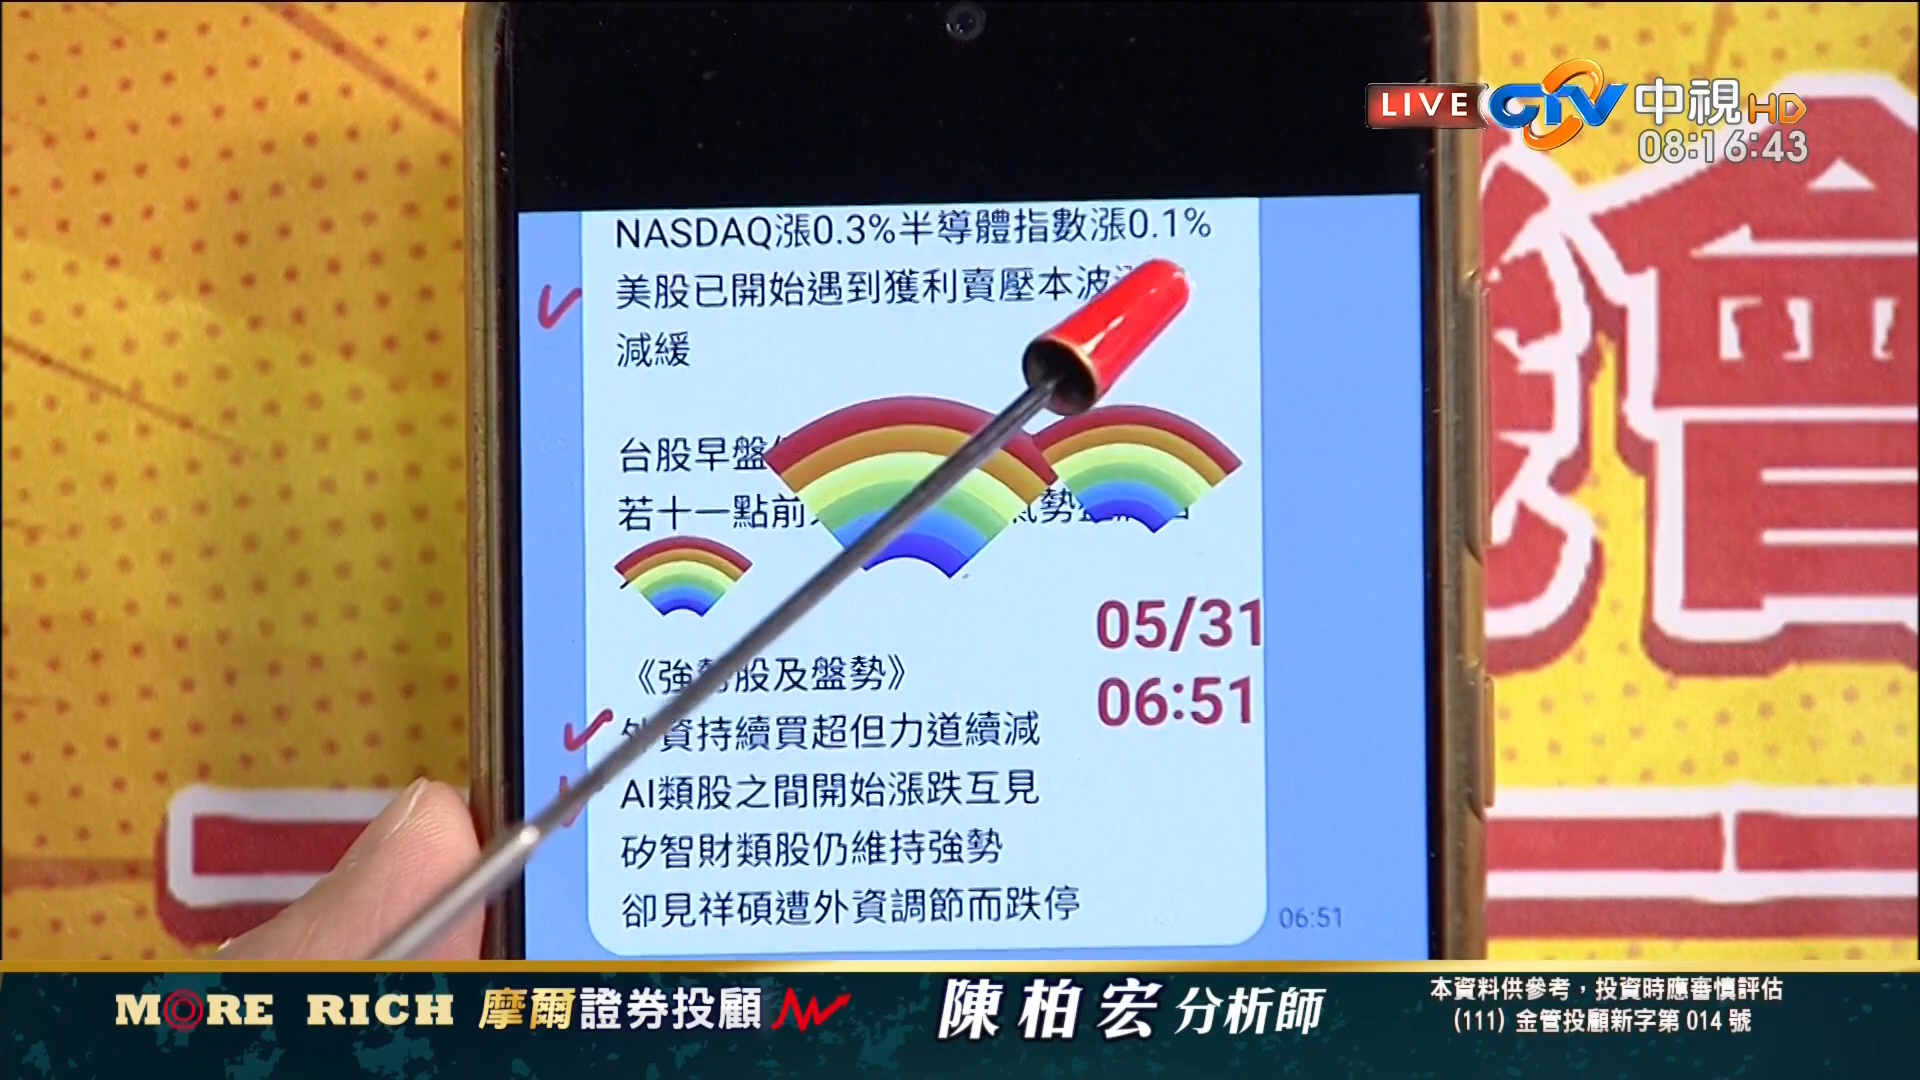 LIVE CTV 中視HD
08:16:43
NASDAQ漲0.3%半導體指數漲0.1%
美股已開始遇到獲利賣壓本波
減緩
台股早盤
若十一點前
氣勢
05/31
06:51
《強勢股及盤勢》
外資持續買超但力道續減
AI類股之間開始漲跌互見
矽智財類股仍維持強勢
卻見祥碩遭外資調節而跌停
06:51
MORE RICH 摩爾證券投顧
陳柏宏 分析師
本資料供參考，投資時應審慎評估
(111) 金管投顧新字第 014 號